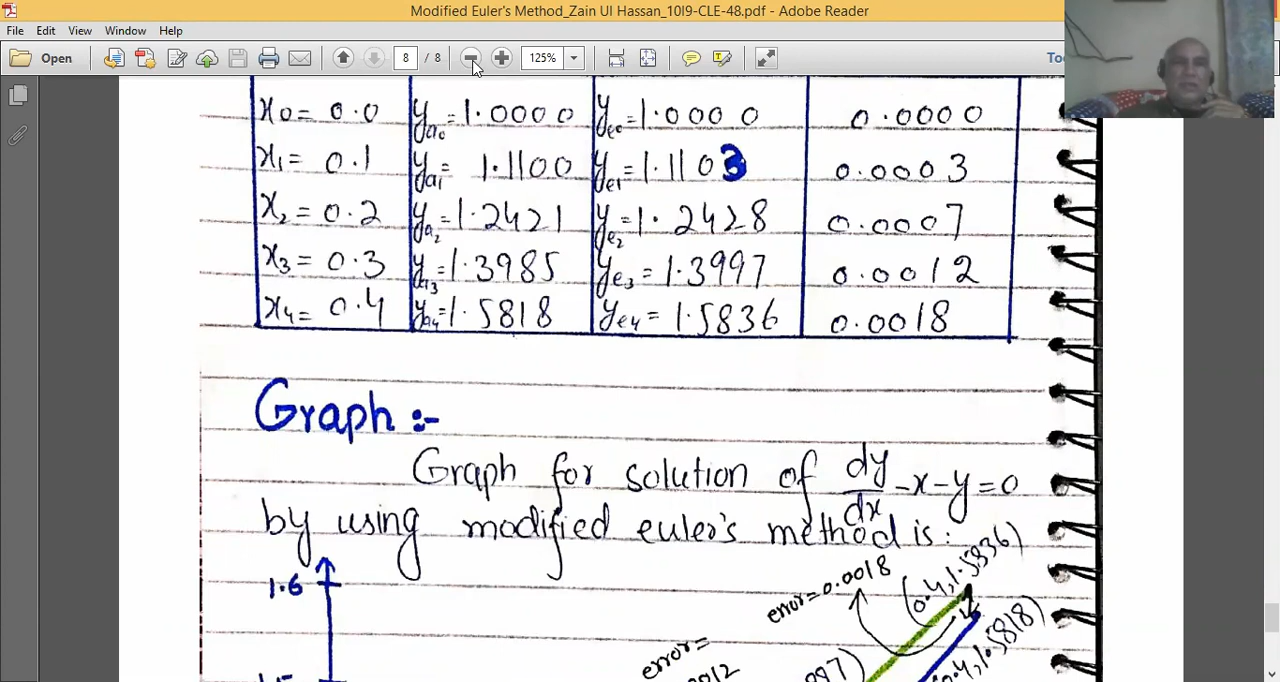 Modified Euler's Method_Zain Ul Hassan_10I9-CLE-48.pdf - Adobe Reader
File Edit View Window Help
Open 8 / 8 125%
x0 = 0.0 ya0 = 1.0000 ye0 = 1.0000 0.0000
x1 = 0.1 ya1 = 1.1100 ye1 = 1.1103 0.0003
x2 = 0.2 ya2 = 1.2421 ye2 = 1.2428 0.0007
x3 = 0.3 ya3 = 1.3985 ye3 = 1.3997 0.0012
x4 = 0.4 ya4 = 1.5818 ye4 = 1.5836 0.0018
Graph :-
Graph for solution of dy/dx -x-y=0
by using modified euler's method is:
1.6
error=0.0018
(0.4,1.5836)
error=
(0.4,1.5818)